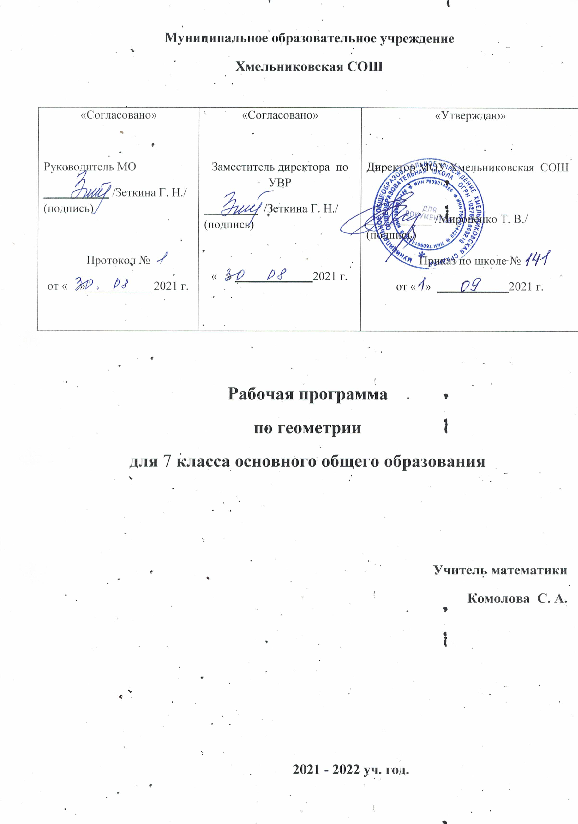 Муниципальное образовательное учреждение
Хмельниковская СОШ
«Согласовано»
Руководитель МО
/Зеткина Г. Н./
(подпись)
Протокол № 1
от « 30 . 08 2021 г.
«Согласовано»
Заместитель директора по
УВР
/Зеткина Г. Н./
(подпись)
« 30 08 2021 г.
«Утверждаю»
Директор МОУ Хмельниковская СОШ
/Мироненко Т. В./
(подпись)
Приказ по школе № 141
от «1» 09 2021 г.
Рабочая программа
по геометрии
для 7 класса основного общего образования
Учитель математики
Комолова С. А.
2021 - 2022 уч. год.